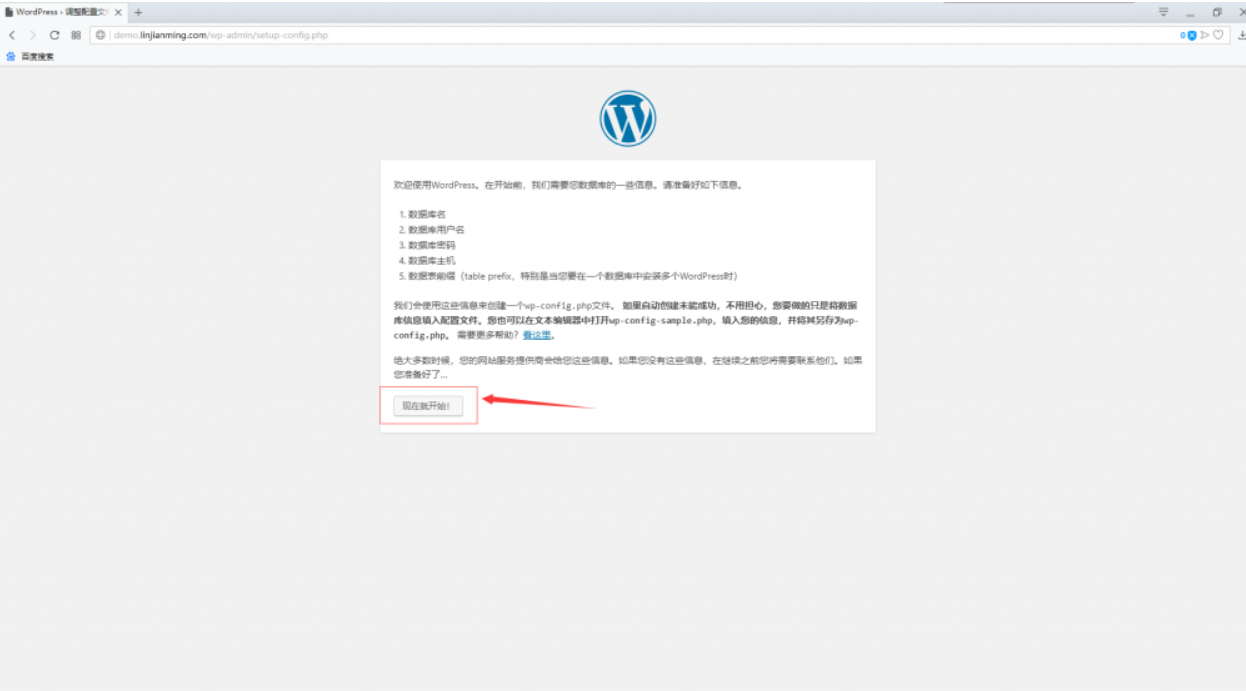 WordPress › 调整配置文
demo.linjianming.com/wp-admin/setup-config.php
0
百度搜索
欢迎使用WordPress。在开始前，我们需要您数据库的一些信息。请准备好如下信息。
1. 数据库名
2. 数据库用户名
3. 数据库密码
4. 数据库主机
5. 数据表前缀（table prefix，特别是当您要在一个数据库中安装多个WordPress时）
我们会使用这些信息来创建一个wp-config.php文件。 如果自动创建未能成功，不用担心，您要做的只是将数据
库信息填入配置文件。您也可以在文本编辑器中打开wp-config-sample.php，填入您的信息，并将其另存为wp-
config.php。 需要更多帮助？看这里。
绝大多数时候，您的网站服务提供商会给您这些信息。如果您没有这些信息，在继续之前您将需要联系他们。如果
您准备好了…
现在就开始！